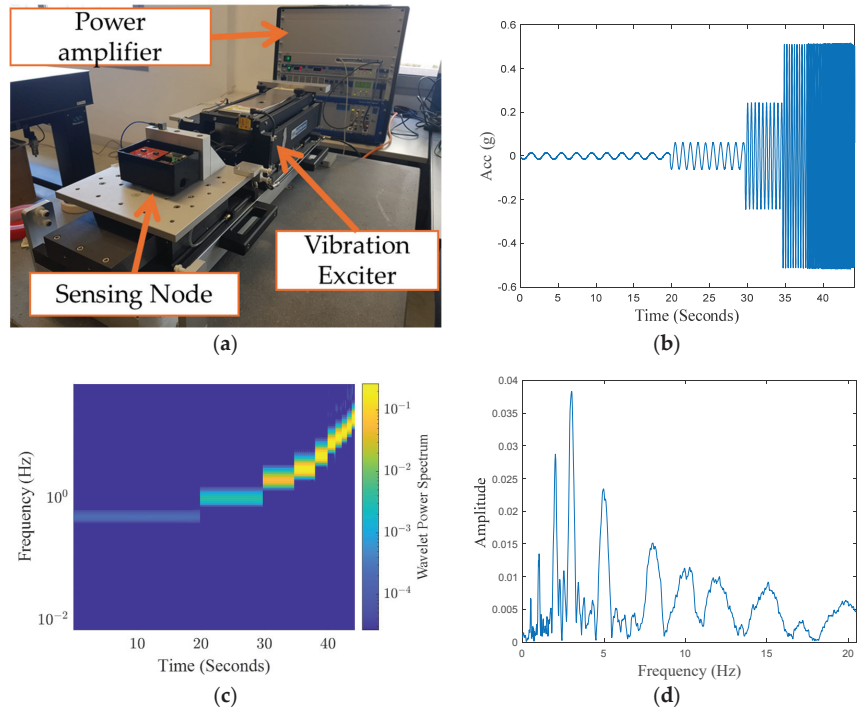 Power
amplifier
Vibration
Exciter
Sensing Node
(a)
0.6
0.4
0.2
0
-0.2
-0.4
-0.6
Acc (g)
0 5 10 15 20 25 30 35 40
Time (Seconds)
(b)
Frequency (Hz)
10⁰
10⁻²
10 20 30 40
Time (Seconds)
10⁻¹
10⁻²
10⁻³
10⁻⁴
Wavelet Power Spectrum
(c)
0.04
0.035
0.03
0.025
0.02
0.015
0.01
0.005
0
Amplitude
0 5 10 15 20
Frequency (Hz)
(d)